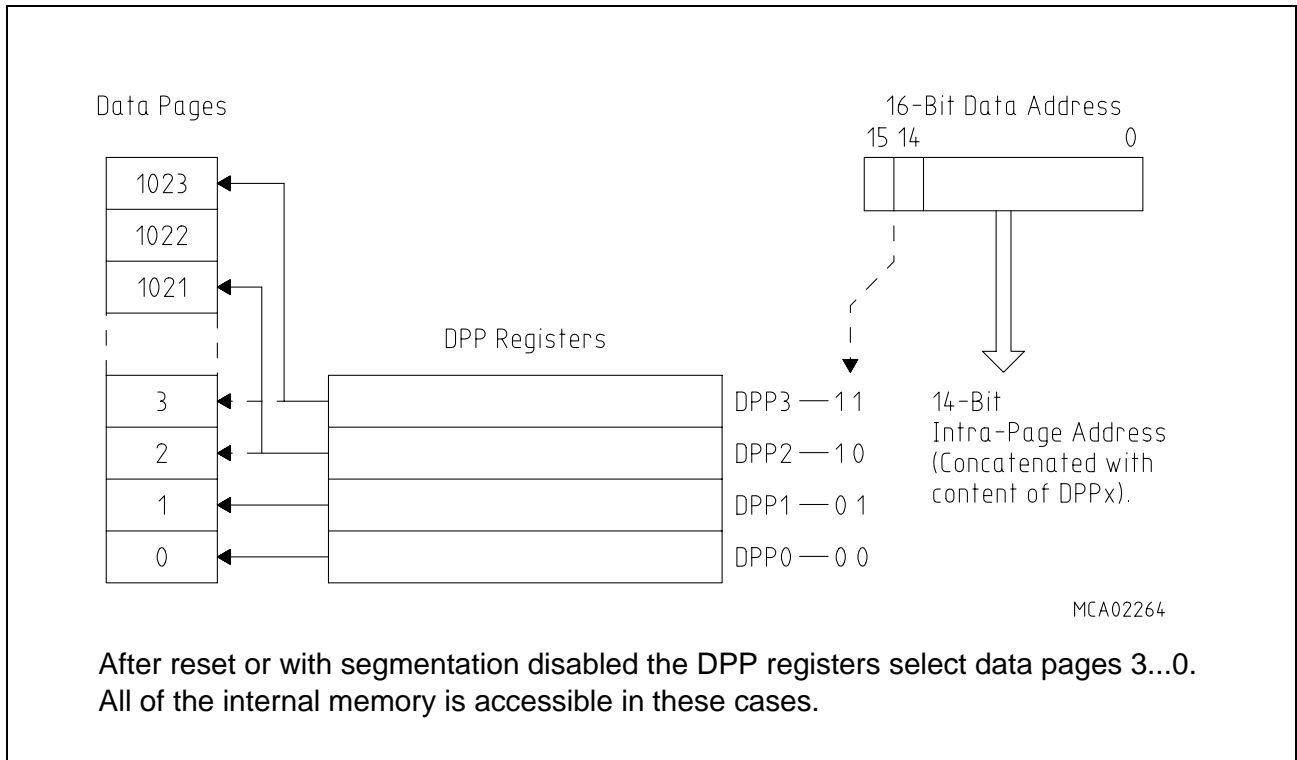 Data Pages
16-Bit Data Address
15 14 0
1023
1022
1021
DPP Registers
3
DPP3 — 1 1
2
DPP2 — 1 0
1
DPP1 — 0 1
0
DPP0 — 0 0
14-Bit
Intra-Page Address
(Concatenated with
content of DPPx).
MCA02264
After reset or with segmentation disabled the DPP registers select data pages 3...0.
All of the internal memory is accessible in these cases.